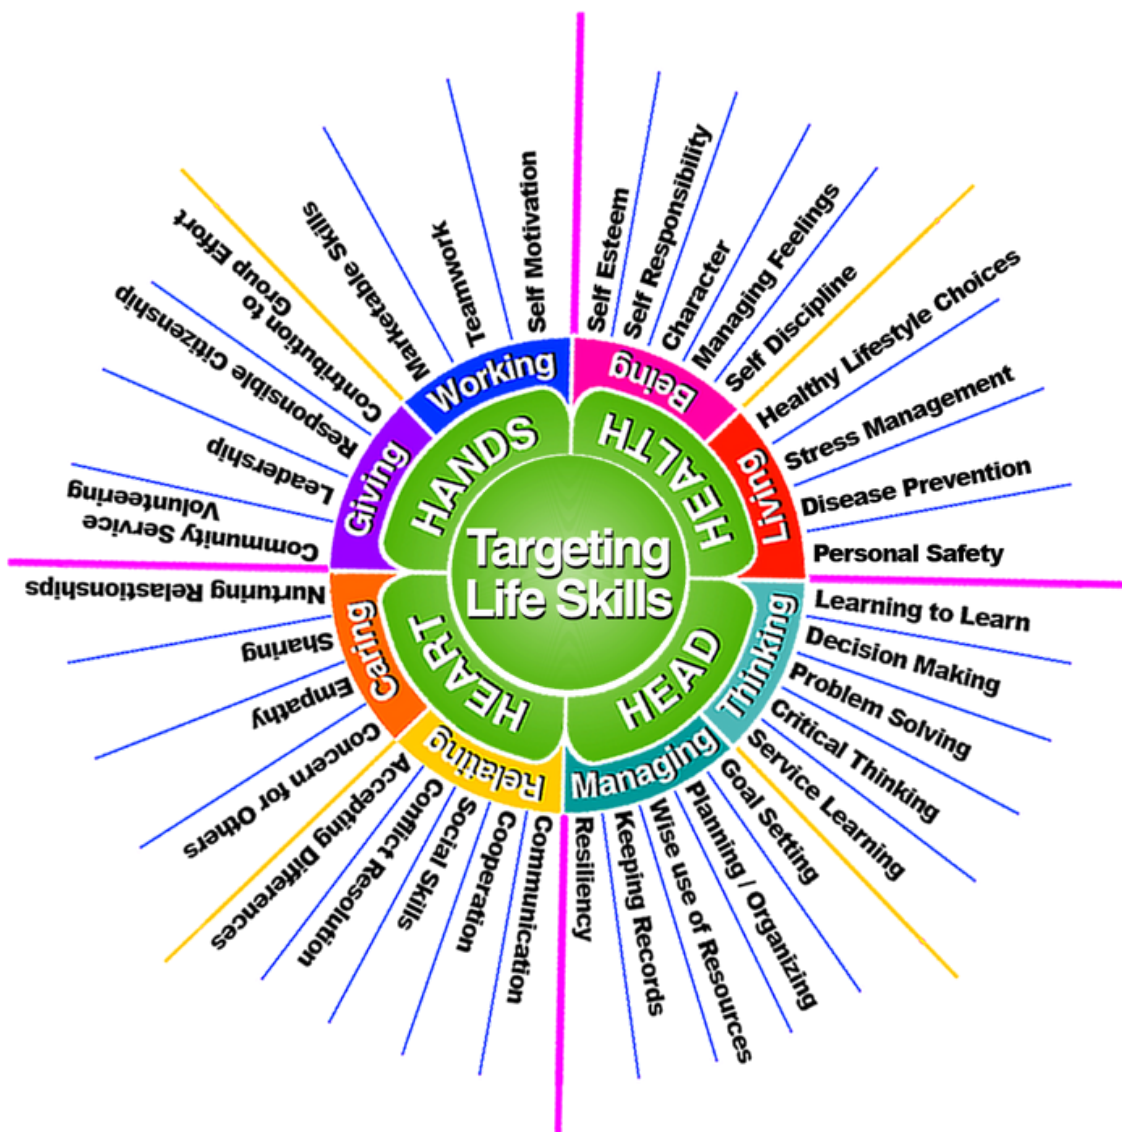 Targeting
Life Skills
HEALTH
Being
Self Esteem
Self Responsibility
Character
Managing Feelings
Self Discipline
Living
Healthy Lifestyle Choices
Stress Management
Disease Prevention
Personal Safety
HEAD
Thinking
Learning to Learn
Decision Making
Problem Solving
Critical Thinking
Service Learning
Managing
Goal Setting
Planning / Organizing
Wise use of Resources
Keeping Records
Resiliency
HEART
Relating
Communication
Cooperation
Social Skills
Conflict Resolution
Accepting Differences
Caring
Concern for Others
Empathy
Sharing
Nurturing Relastionships
HANDS
Giving
Community Service
Volunteering
Leadership
Responsible Citizenship
Contribution to
Group Effort
Working
Marketable Skills
Teamwork
Self Motivation